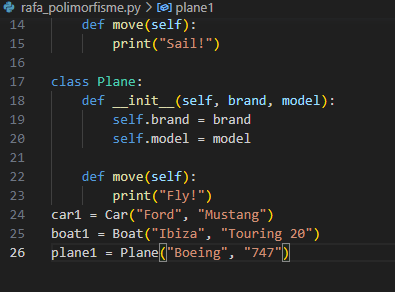 rafa_polimorfisme.py > plane1
14 def move(self):
15 print("Sail!")
16
17 class Plane:
18 def __init__(self, brand, model):
19 self.brand = brand
20 self.model = model
21
22 def move(self):
23 print("Fly!")
24 car1 = Car("Ford", "Mustang")
25 boat1 = Boat("Ibiza", "Touring 20")
26 plane1 = Plane("Boeing", "747")